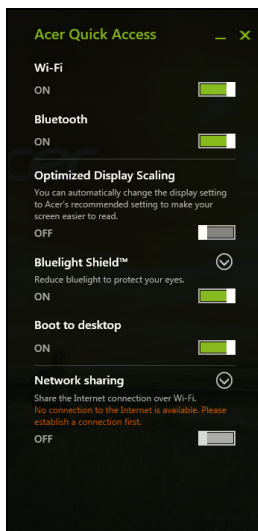 Acer Quick Access
Wi-Fi
ON
Bluetooth
ON
Optimized Display Scaling
You can automatically change the display setting
to Acer's recommended setting to make your
screen easier to read.
OFF
Bluelight Shield™
Reduce bluelight to protect your eyes.
ON
Boot to desktop
ON
Network sharing
Share the Internet connection over Wi-Fi.
No connection to the Internet is available. Please
establish a connection first.
OFF